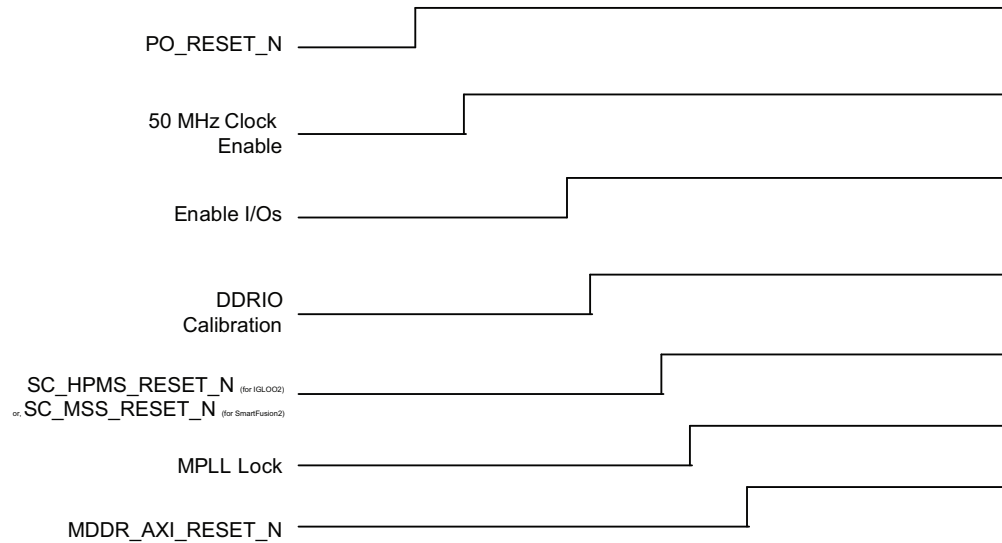 PO_RESET_N
50 MHz Clock
Enable
Enable I/Os
DDRIO
Calibration
SC_HPMS_RESET_N (for IGLOO2)
or, SC_MSS_RESET_N (for SmartFusion2)
MPLL Lock
MDDR_AXI_RESET_N